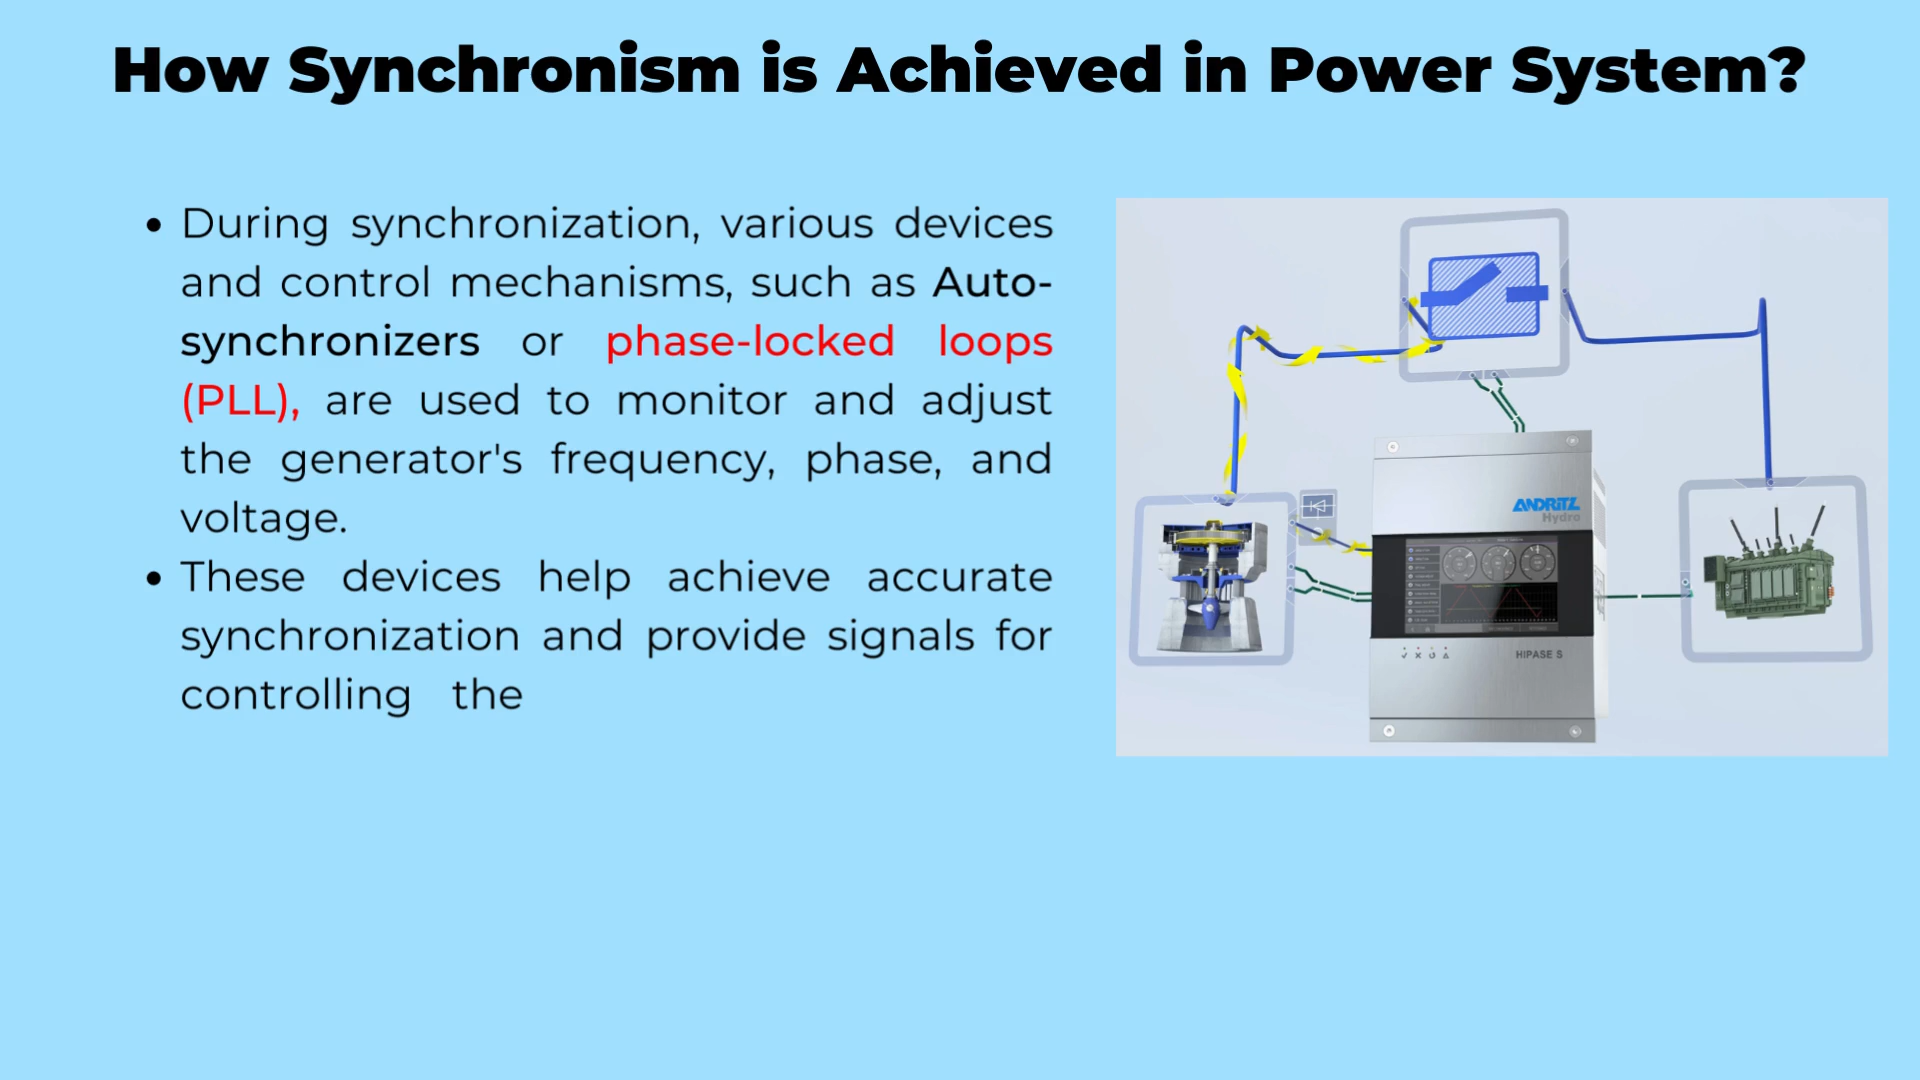 How Synchronism is Achieved in Power System?
• During synchronization, various devices
and control mechanisms, such as Auto-
synchronizers or phase-locked loops
(PLL), are used to monitor and adjust
the generator's frequency, phase, and
voltage.
• These devices help achieve accurate
synchronization and provide signals for
controlling the
ANDRITZ
Hydro
HIPASE S